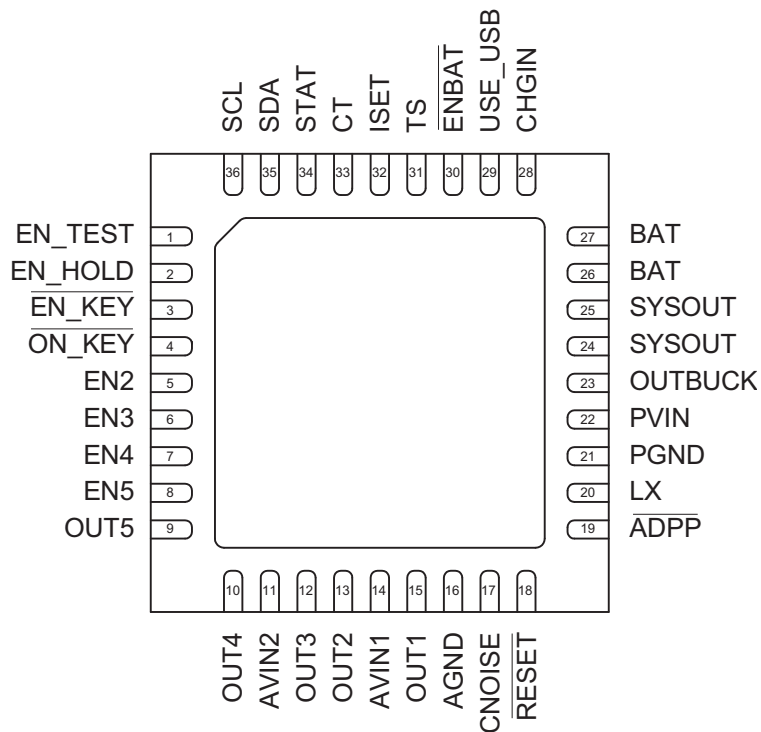 SCL
SDA
STAT
CT
ISET
TS
ENBAT
USE_USB
CHGIN
36
35
34
33
32
31
30
29
28
EN_TEST 1
EN_HOLD 2
EN_KEY 3
ON_KEY 4
EN2 5
EN3 6
EN4 7
EN5 8
OUT5 9
27 BAT
26 BAT
25 SYSOUT
24 SYSOUT
23 OUTBUCK
22 PVIN
21 PGND
20 LX
19 ADPP
10
11
12
13
14
15
16
17
18
OUT4
AVIN2
OUT3
OUT2
AVIN1
OUT1
AGND
CNOISE
RESET